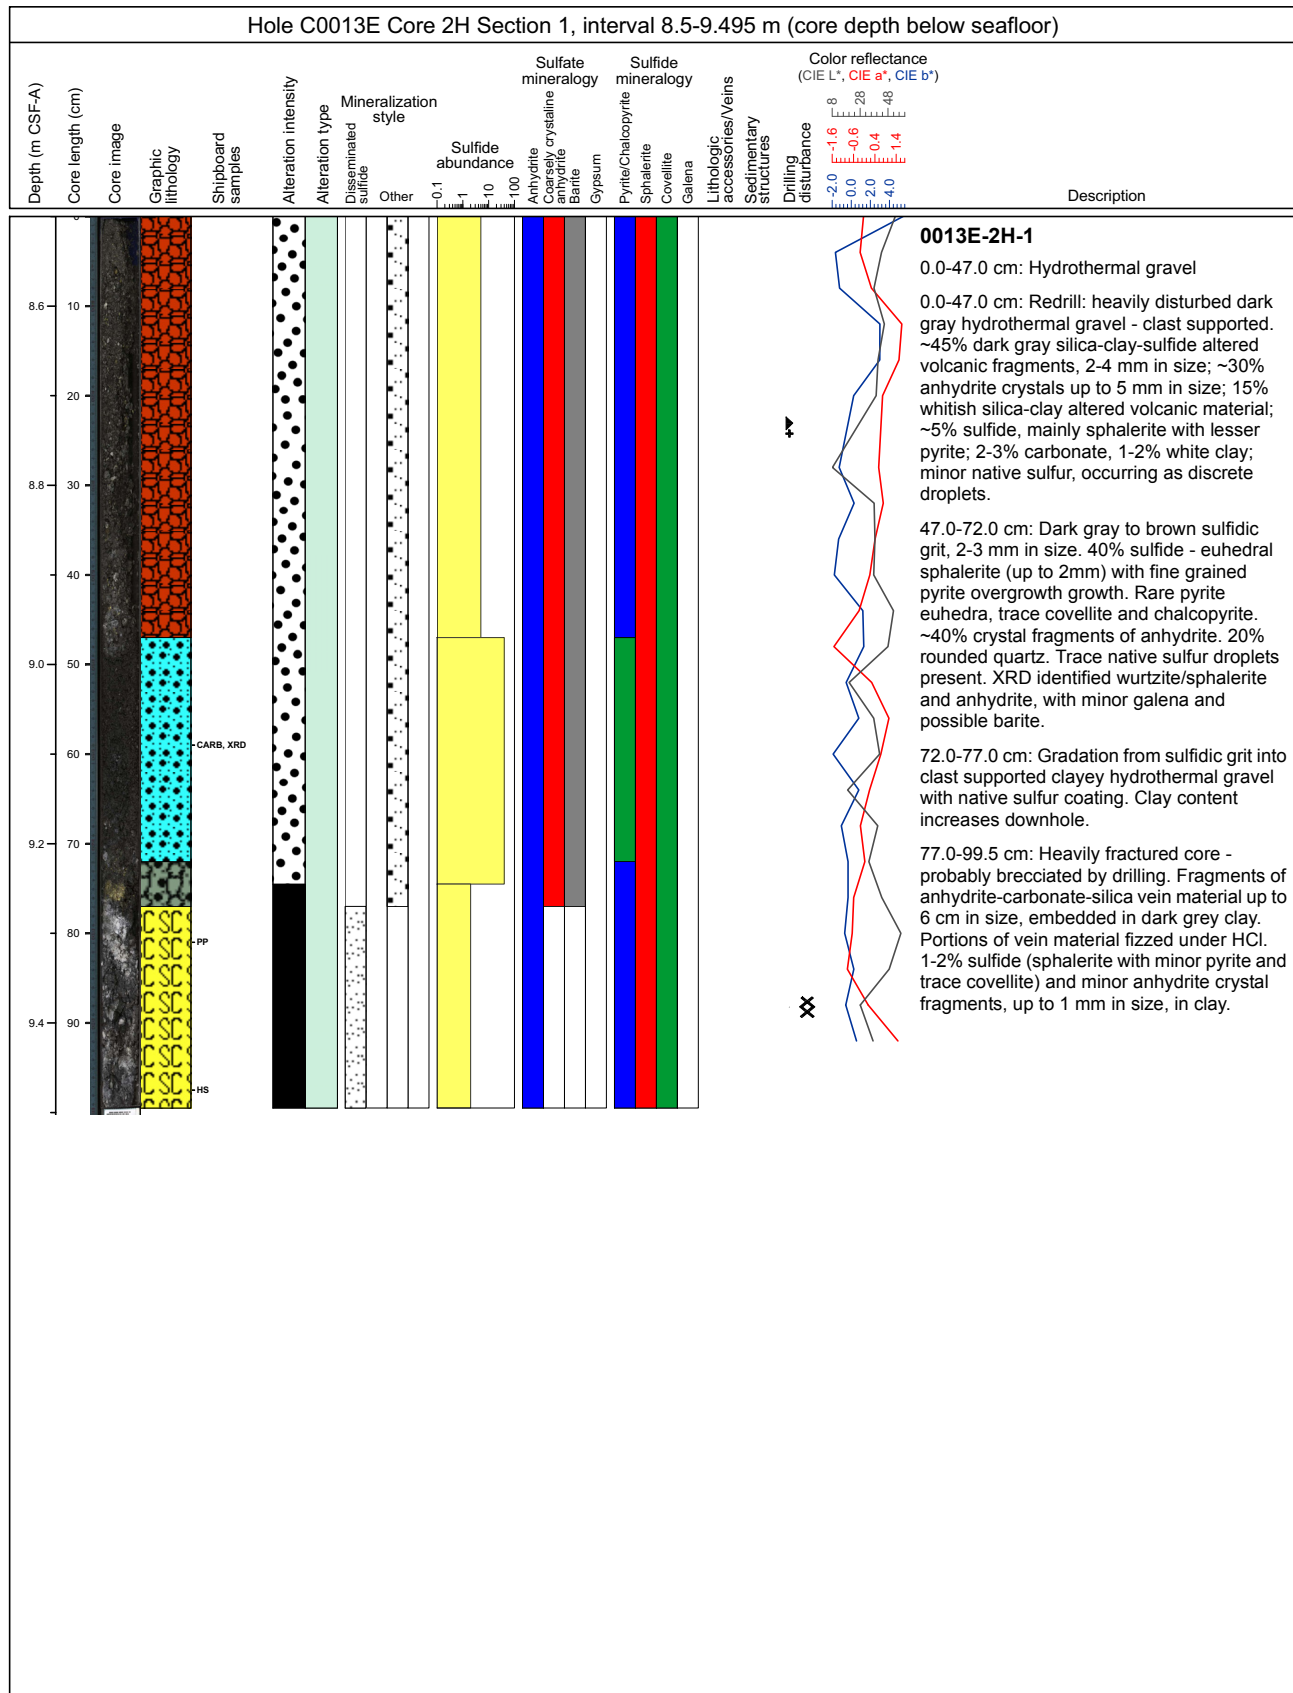 Hole C0013E Core 2H Section 1, interval 8.5-9.495 m (core depth below seafloor)
Depth (m CSF-A)
Core length (cm)
Core image
Graphic
lithology
Shipboard
samples
Alteration intensity
Alteration type
Mineralization
style
Disseminated
sulfide
Other
Sulfide
abundance
0.1
1
10
100
Sulfate
mineralogy
Anhydrite
Coarsely crystaline
anhydrite
Barite
Gypsum
Sulfide
mineralogy
Pyrite/Chalcopyrite
Sphalerite
Covellite
Galena
Lithologic
accessories/Veins
Sedimentary
structures
Drilling
disturbance
Color reflectance
(CIE L*, CIE a*, CIE b*)
8 28 48
-1.6 -0.6 0.4 1.4
-2.0 0.0 2.0 4.0
Description
0
8.6 10
20
8.8 30
40
9.0 50
60
9.2 70
80
9.4 90
CARB, XRD
PP
HS
0013E-2H-1
0.0-47.0 cm: Hydrothermal gravel
0.0-47.0 cm: Redrill: heavily disturbed dark
gray hydrothermal gravel - clast supported.
~45% dark gray silica-clay-sulfide altered
volcanic fragments, 2-4 mm in size; ~30%
anhydrite crystals up to 5 mm in size; 15%
whitish silica-clay altered volcanic material;
~5% sulfide, mainly sphalerite with lesser
pyrite; 2-3% carbonate, 1-2% white clay;
minor native sulfur, occurring as discrete
droplets.
47.0-72.0 cm: Dark gray to brown sulfidic
grit, 2-3 mm in size. 40% sulfide - euhedral
sphalerite (up to 2mm) with fine grained
pyrite overgrowth growth. Rare pyrite
euhedra, trace covellite and chalcopyrite.
~40% crystal fragments of anhydrite. 20%
rounded quartz. Trace native sulfur droplets
present. XRD identified wurtzite/sphalerite
and anhydrite, with minor galena and
possible barite.
72.0-77.0 cm: Gradation from sulfidic grit into
clast supported clayey hydrothermal gravel
with native sulfur coating. Clay content
increases downhole.
77.0-99.5 cm: Heavily fractured core -
probably brecciated by drilling. Fragments of
anhydrite-carbonate-silica vein material up to
6 cm in size, embedded in dark grey clay.
Portions of vein material fizzed under HCl.
1-2% sulfide (sphalerite with minor pyrite and
trace covellite) and minor anhydrite crystal
fragments, up to 1 mm in size, in clay.